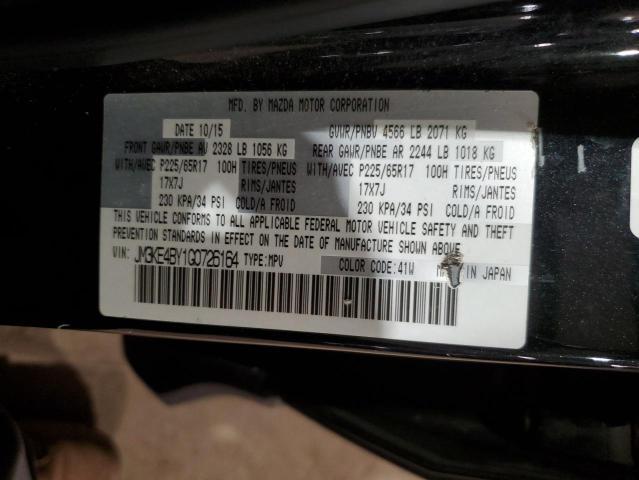 MFD. BY MAZDA MOTOR CORPORATION
DATE 10/15 GVWR/PNBV 4566 LB 2071 KG
FRONT GAWR/PNBE AV 2328 LB 1056 KG REAR GAWR/PNBE AR 2244 LB 1018 KG
WITH/AVEC P225/65R17 100H TIRES/PNEUS WITH/AVEC P225/65R17 100H TIRES/PNEUS
17X7J RIMS/JANTES 17X7J RIMS/JANTES
230 KPA/34 PSI COLD/A FROID 230 KPA/34 PSI COLD/A FROID
THIS VEHICLE CONFORMS TO ALL APPLICABLE FEDERAL MOTOR VEHICLE SAFETY AND THEFT
PREVENTION STANDARDS IN EFFECT ON THE DATE OF MANUFACTURE SHOWN ABOVE.
VIN: JM3KE4BY1G0726164 TYPE:MPV COLOR CODE:41W IN JAPAN